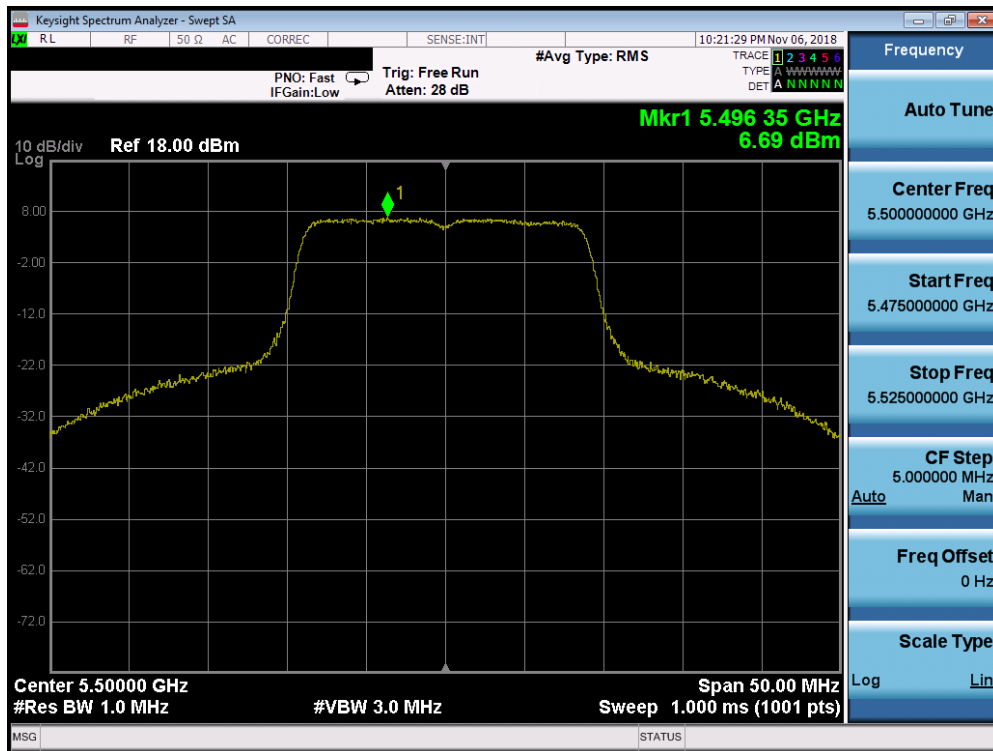 Keysight Spectrum Analyzer - Swept SA
LXI RL RF 50 Ω AC CORREC SENSE:INT 10:21:29 PM Nov 06, 2018
#Avg Type: RMS
TRACE 1 2 3 4 5 6
PNO: Fast Trig: Free Run
TYPE A WWWWW
IFGain:Low Atten: 28 dB
DET A N N N N N
Mkr1 5.496 35 GHz
6.69 dBm
10 dB/div Ref 18.00 dBm
Log
1
8.00
-2.00
-12.0
-22.0
-32.0
-42.0
-52.0
-62.0
-72.0
Center 5.50000 GHz Span 50.00 MHz
#Res BW 1.0 MHz #VBW 3.0 MHz Sweep 1.000 ms (1001 pts)
MSG STATUS
Frequency
Auto Tune
Center Freq
5.500000000 GHz
Start Freq
5.475000000 GHz
Stop Freq
5.525000000 GHz
CF Step
5.000000 MHz
Auto Man
Freq Offset
0 Hz
Scale Type
Log Lin